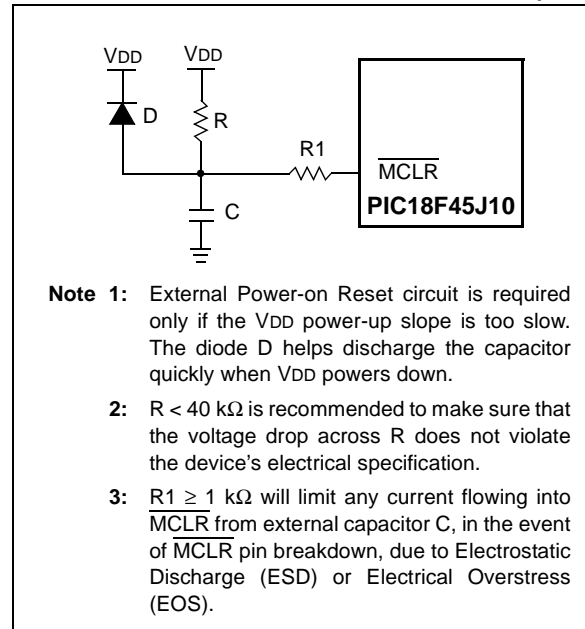 VDD VDD
D
R
R1
MCLR
PIC18F45J10
C
Note 1: External Power-on Reset circuit is required
only if the VDD power-up slope is too slow.
The diode D helps discharge the capacitor
quickly when VDD powers down.
2: R < 40 kΩ is recommended to make sure that
the voltage drop across R does not violate
the device's electrical specification.
3: R1 ≥ 1 kΩ will limit any current flowing into
MCLR from external capacitor C, in the event
of MCLR pin breakdown, due to Electrostatic
Discharge (ESD) or Electrical Overstress
(EOS).